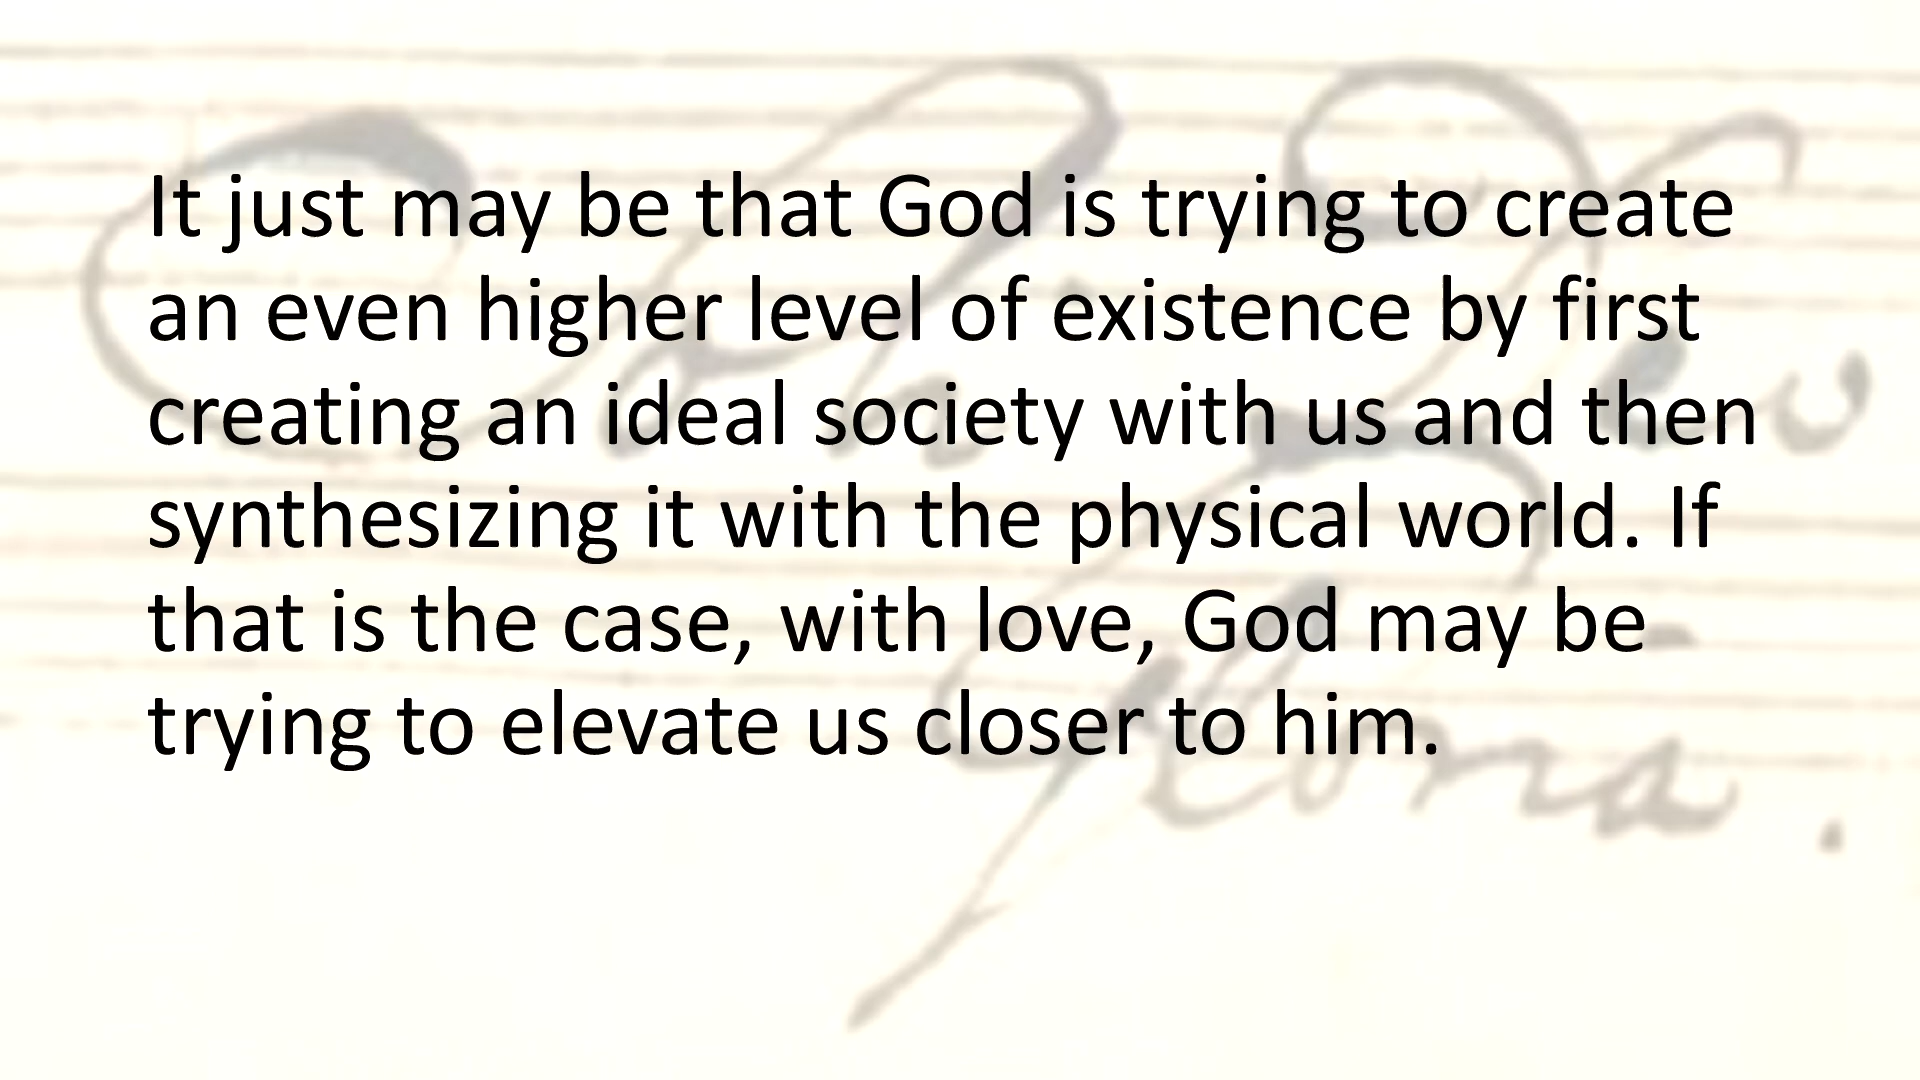 It just may be that God is trying to create
an even higher level of existence by first
creating an ideal society with us and then
synthesizing it with the physical world. If
that is the case, with love, God may be
trying to elevate us closer to him.